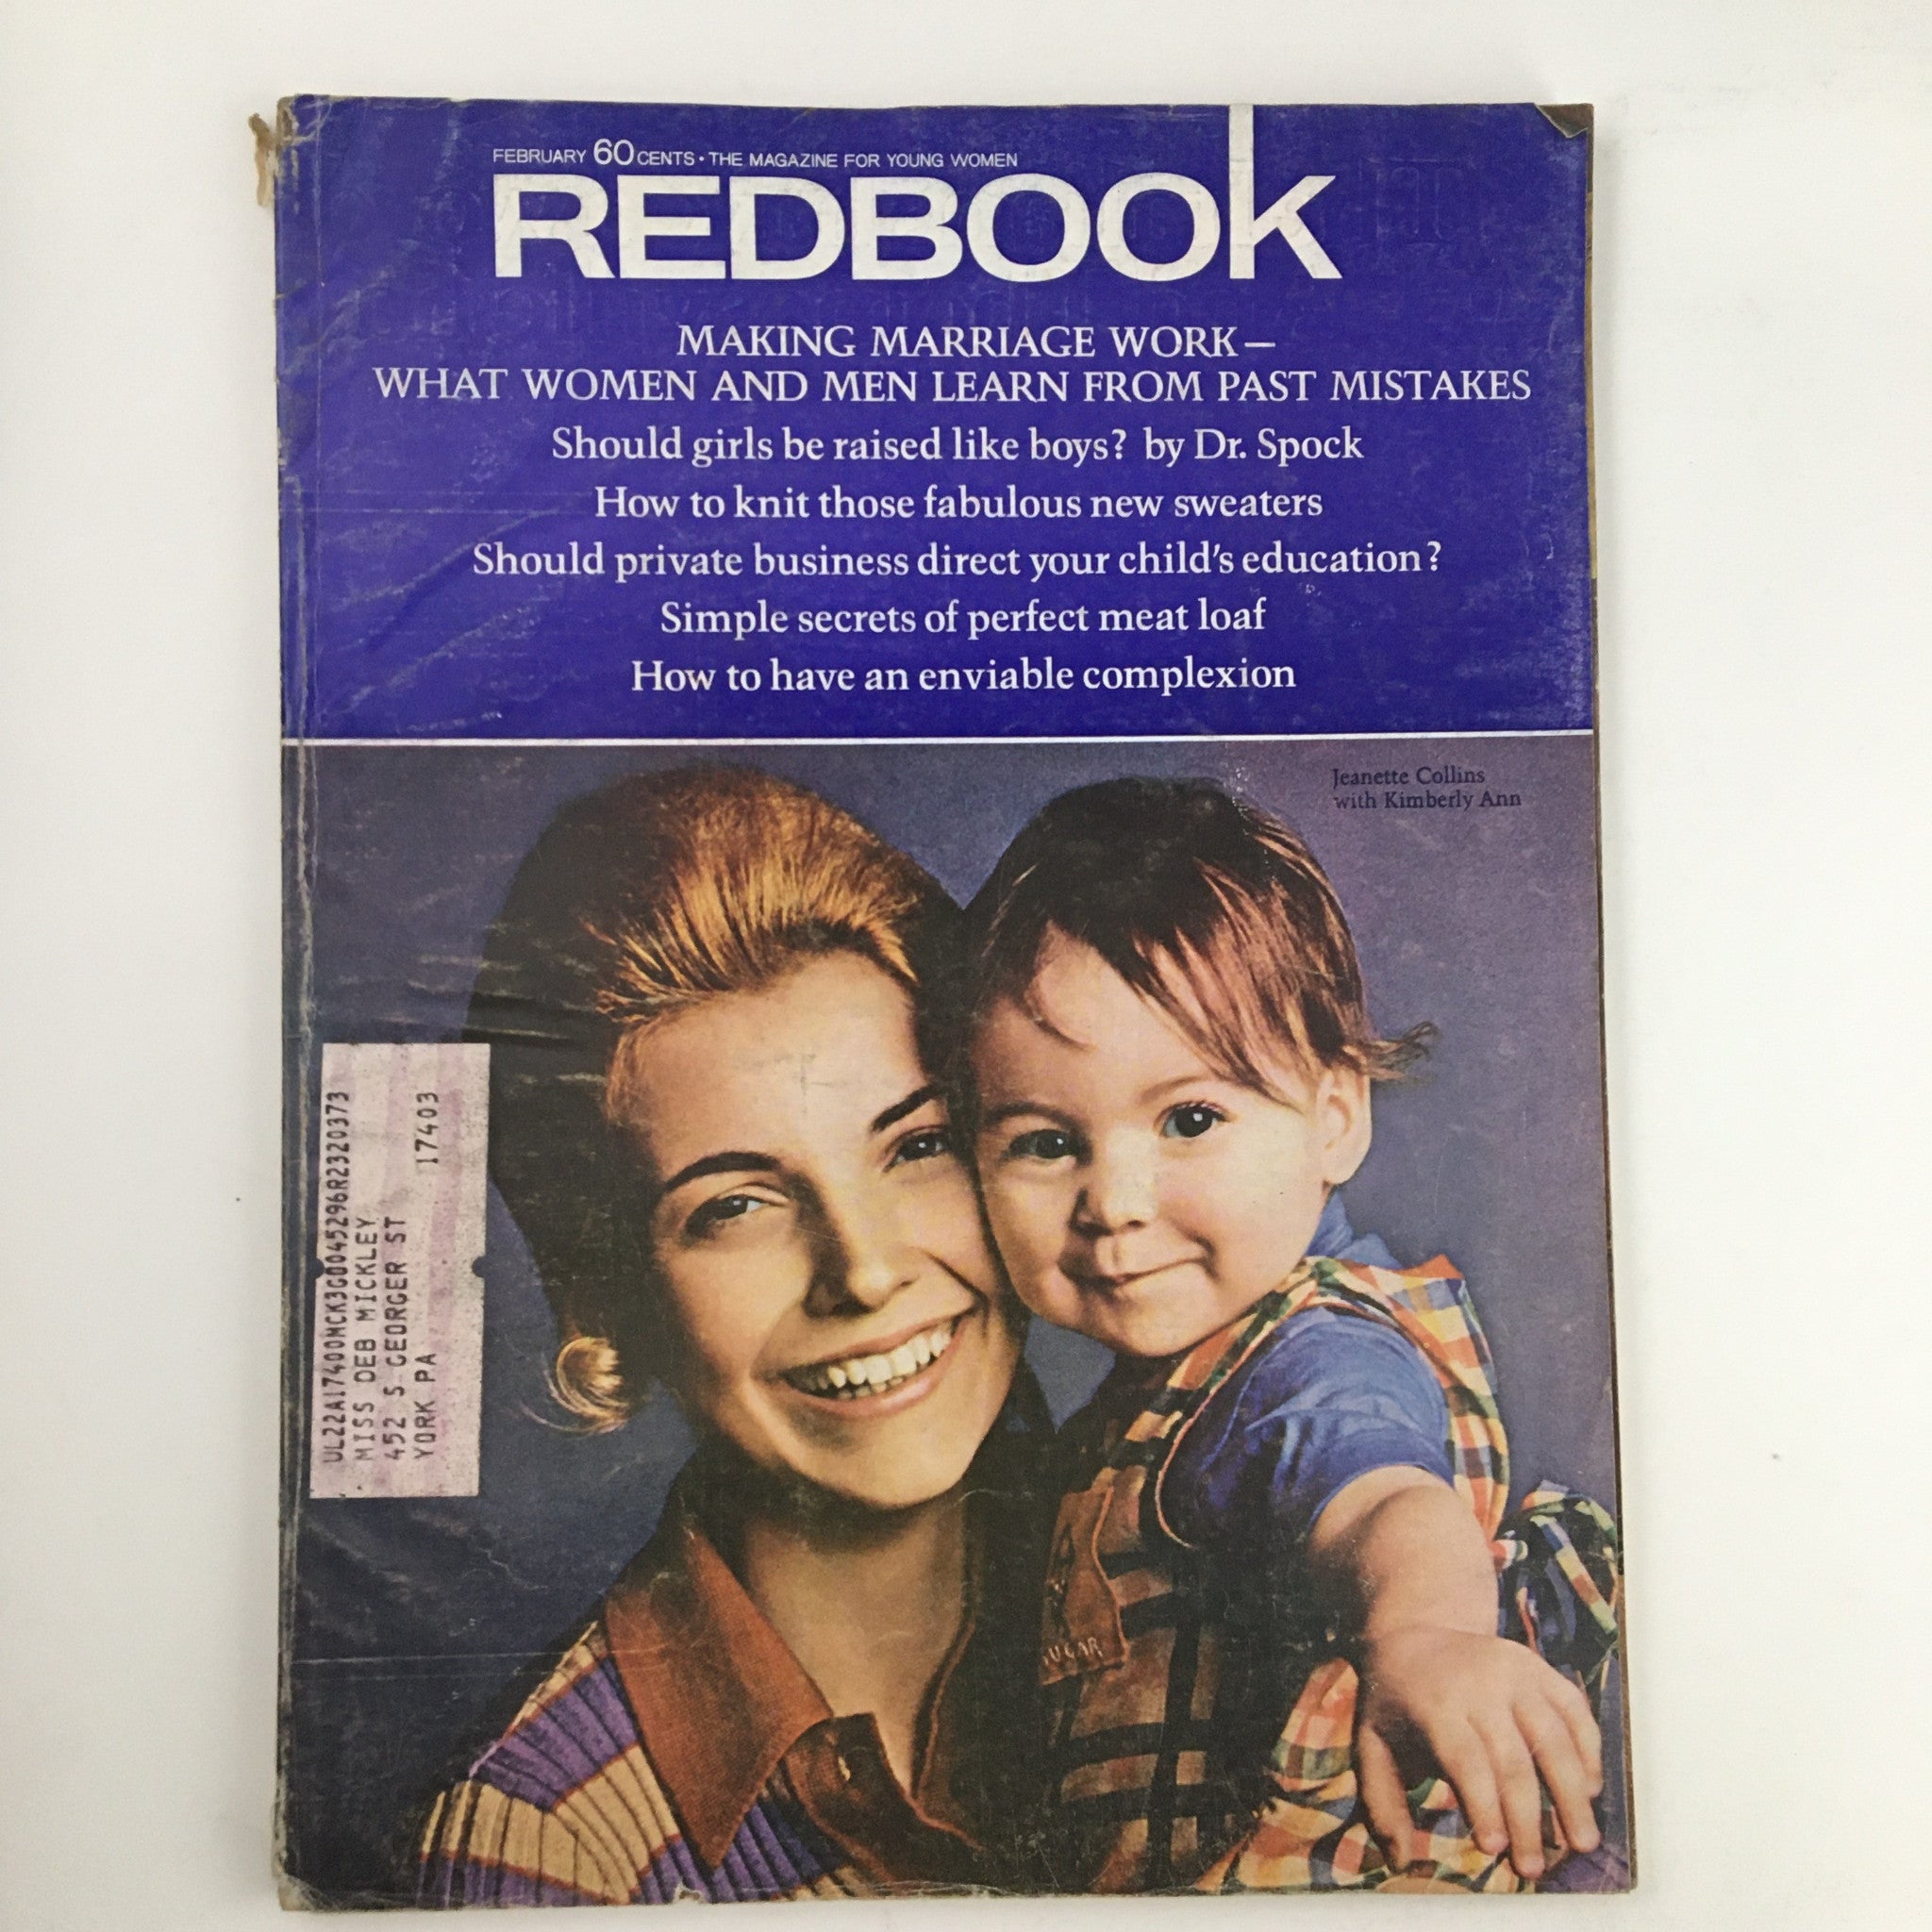 FEBRUARY 60 CENTS • THE MAGAZINE FOR YOUNG WOMEN
REDBOOK
MAKING MARRIAGE WORK—
WHAT WOMEN AND MEN LEARN FROM PAST MISTAKES
Should girls be raised like boys? by Dr. Spock
How to knit those fabulous new sweaters
Should private business direct your child's education?
Simple secrets of perfect meat loaf
How to have an enviable complexion
Jeanette Collins
with Kimberly Ann
MISS DEB MICKLEY
452 S GEORGER ST
YORK PA 17403